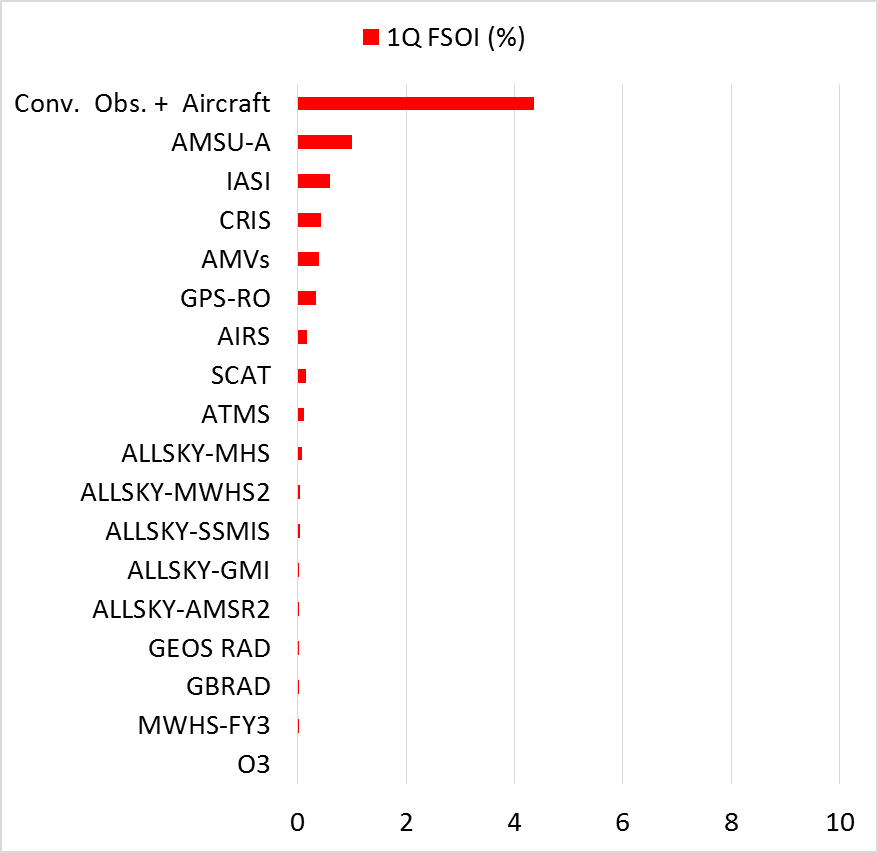 1Q FSOI (%)
Conv. Obs. + Aircraft
AMSU-A
IASI
CRIS
AMVs
GPS-RO
AIRS
SCAT
ATMS
ALLSKY-MHS
ALLSKY-MWHS2
ALLSKY-SSMIS
ALLSKY-GMI
ALLSKY-AMSR2
GEOS RAD
GBRAD
MWHS-FY3
O3
0 2 4 6 8 10